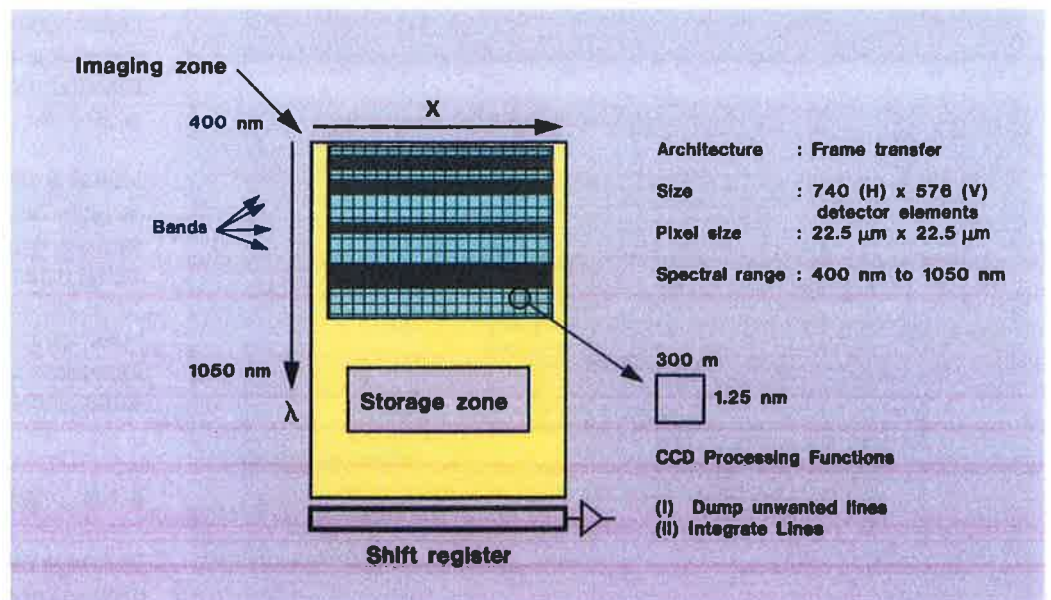 Imaging zone
400 nm
X
Bands
1050 nm
λ
Storage zone
Shift register
Architecture : Frame transfer
Size : 740 (H) x 576 (V)
detector elements
Pixel size : 22.5 μm x 22.5 μm
Spectral range : 400 nm to 1050 nm
300 m
1.25 nm
CCD Processing Functions
(i) Dump unwanted lines
(ii) Integrate Lines